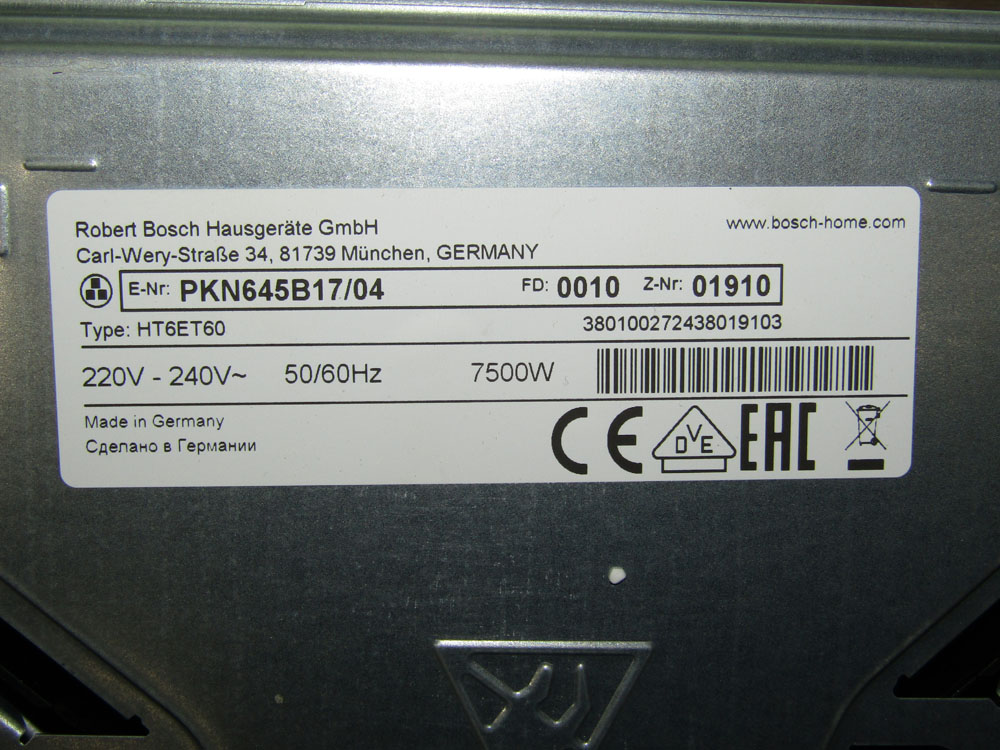 Robert Bosch Hausgeräte GmbH
www.bosch-home.com
Carl-Wery-Straße 34, 81739 München, GERMANY
E-Nr: PKN645B17/04 FD: 0010 Z-Nr: 01910
Type: HT6ET60 380100272438019103
220V - 240V~ 50/60Hz 7500W
Made in Germany
Сделано в Германии
CE DVE EAC